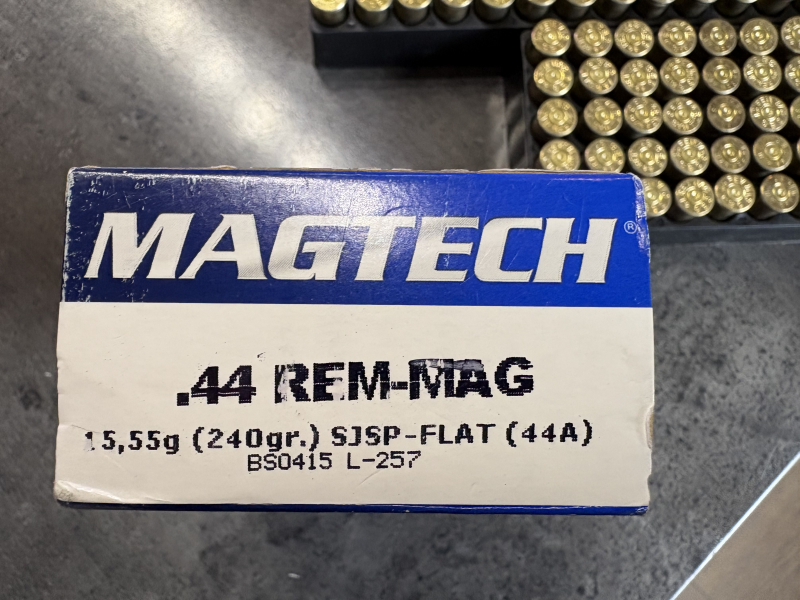 MAGTECH®
.44 REM-MAG
15,55g (240gr.) SJSP-FLAT (44A)
BS0415 L-257